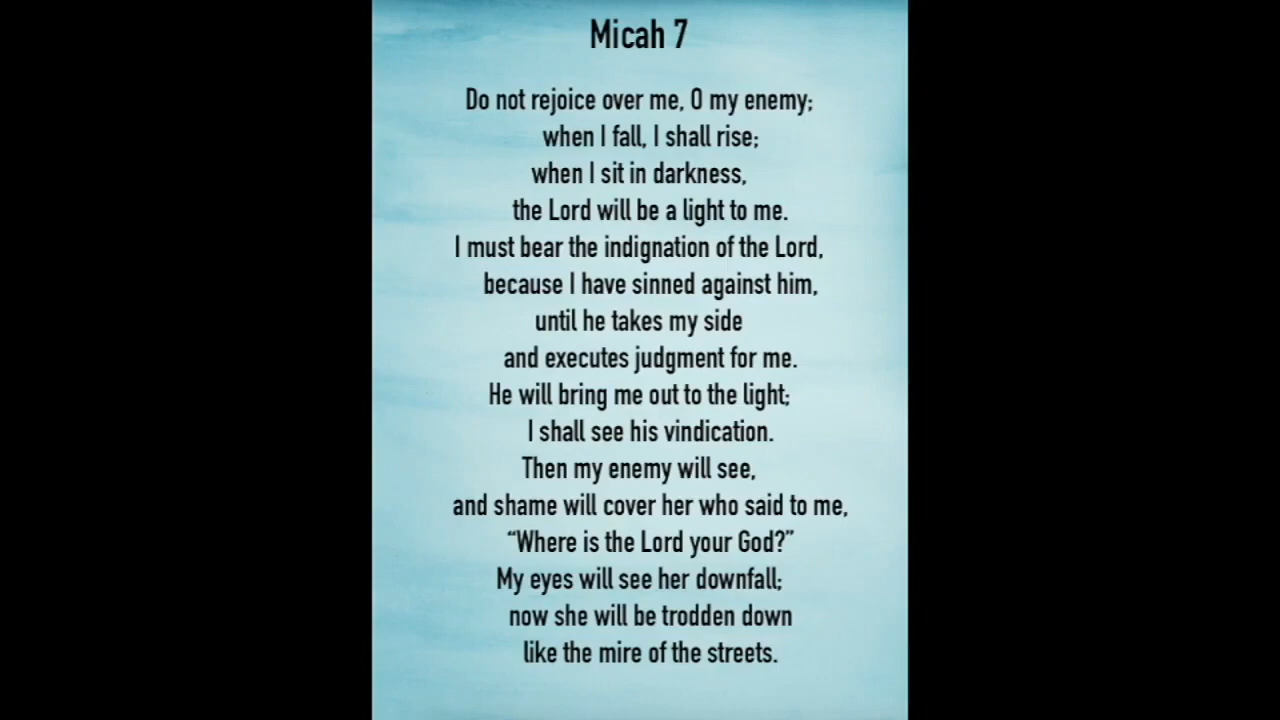 Micah 7
Do not rejoice over me, O my enemy;
when I fall, I shall rise;
when I sit in darkness,
the Lord will be a light to me.
I must bear the indignation of the Lord,
because I have sinned against him,
until he takes my side
and executes judgment for me.
He will bring me out to the light;
I shall see his vindication.
Then my enemy will see,
and shame will cover her who said to me,
“Where is the Lord your God?”
My eyes will see her downfall;
now she will be trodden down
like the mire of the streets.